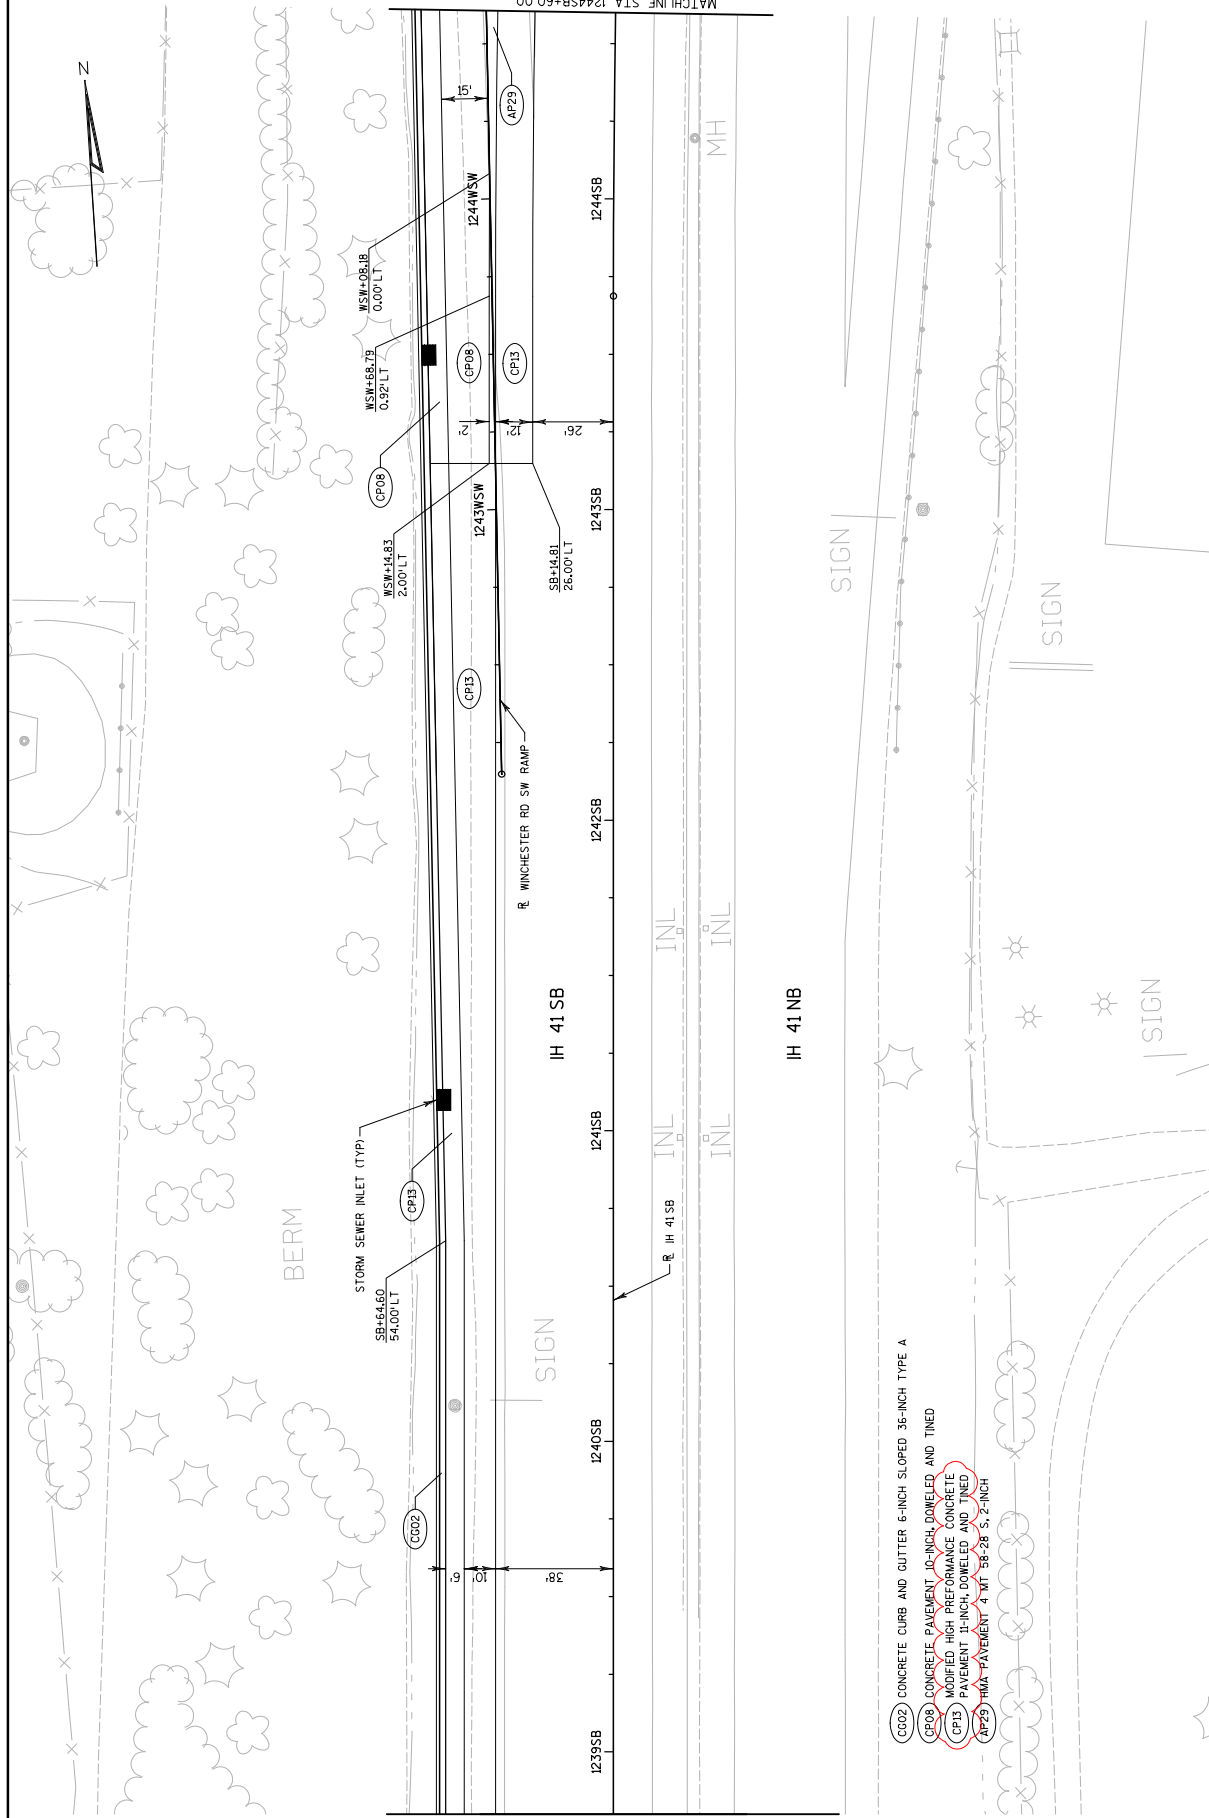 MATCHLINE STA 1244SB+60.00
N
15'
AP29
1244WSW
1244SB
MH
WSW+08.18
0.00' LT
WSW+68.79
0.92' LT
CP08
CP13
2'
12'
26'
CP08
1243WSW
1243SB
WSW+14.83
2.00' LT
SB+14.81
26.00' LT
SIGN
SIGN
CP13
PL WINCHESTER RD SW RAMP
1242SB
INL
INL
IH 41 SB
IH 41 NB
SIGN
STORM SEWER INLET (TYP)
1241SB
INL
INL
CP13
BERM
PL IH 41 SB
SB+64.60
54.00' LT
SIGN
1240SB
CG02
6'
10'
38'
1239SB
CG02 CONCRETE CURB AND GUTTER 6-INCH SLOPED 36-INCH TYPE A
CP08 CONCRETE PAVEMENT 10-INCH, DOWELED AND TINED
CP13 MODIFIED HIGH PREFORMANCE CONCRETE
PAVEMENT 11-INCH, DOWELED AND TINED
AP29 HMA PAVEMENT 4 MT 58-28 S, 2-INCH